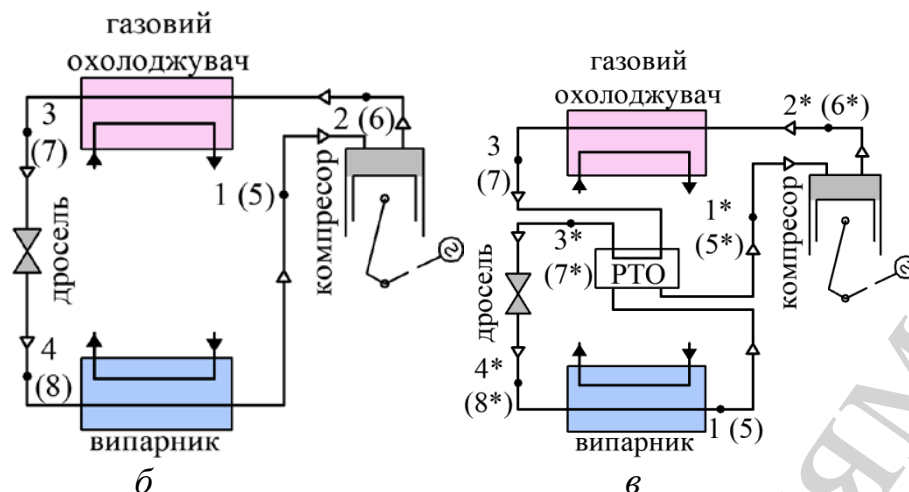 газовий
охолоджувач
3
(7)
2 (6)
1 (5)
компресор
дросель
4
(8)
випарник
б
газовий
охолоджувач
2* (6*)
3
(7)
1*
(5*)
компресор
3*
(7*)
РТО
дросель
4*
(8*)
1 (5)
випарник
в